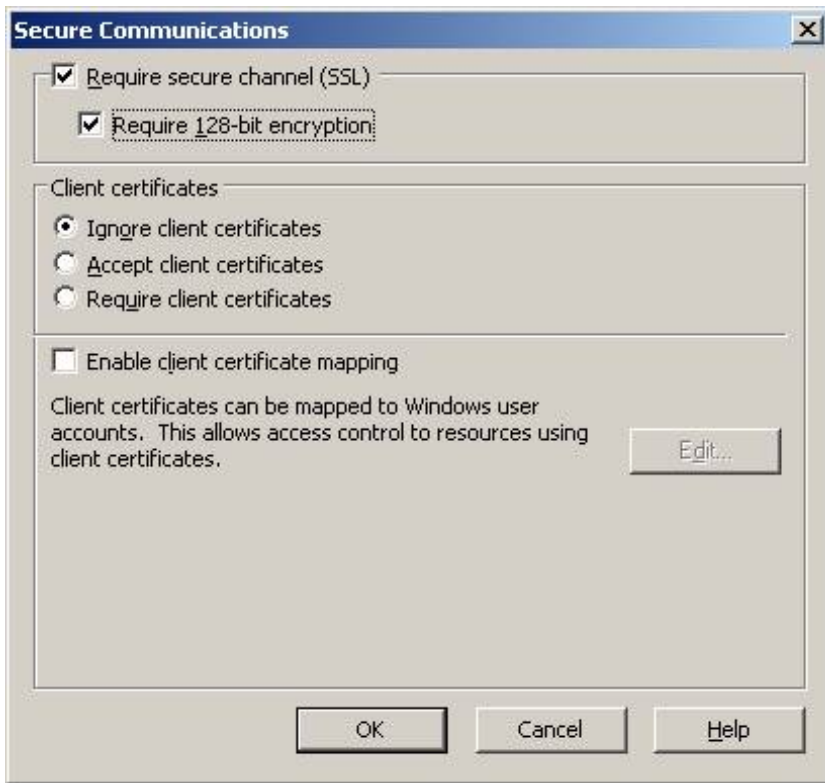 Secure Communications
Require secure channel (SSL)
Require 128-bit encryption
Client certificates
Ignore client certificates
Accept client certificates
Require client certificates
Enable client certificate mapping
Client certificates can be mapped to Windows user
accounts. This allows access control to resources using
client certificates.
Edit...
OK
Cancel
Help